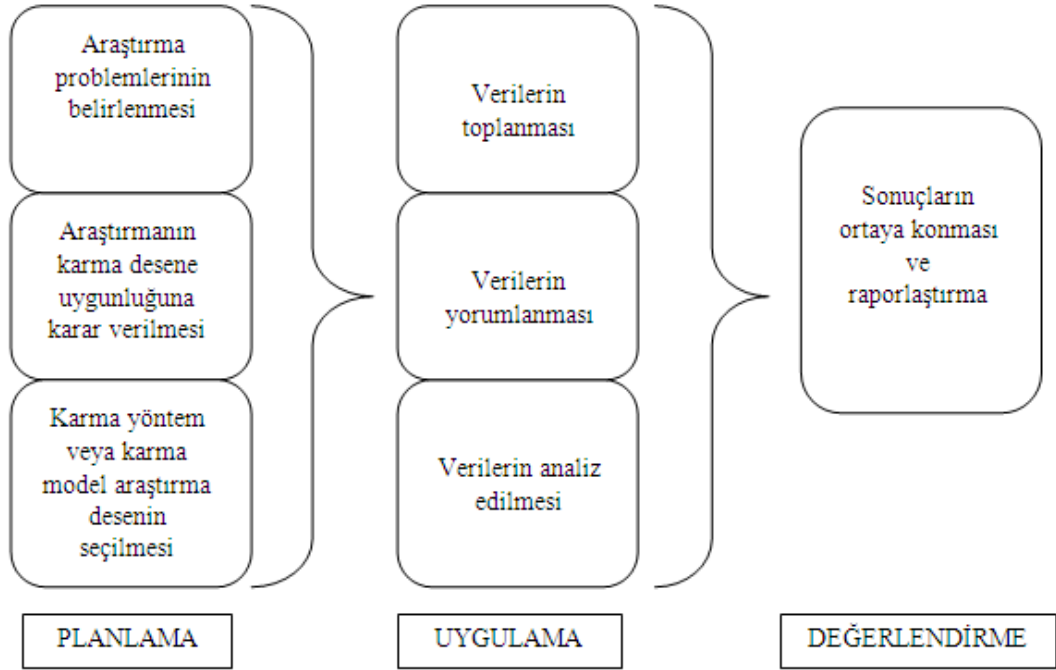 Araştırma
problemlerinin
belirlenmesi
Araştırmanın
karma desene
uygunluğuna
karar verilmesi
Karma yöntem
veya karma
model araştırma
desenin
seçilmesi
PLANLAMA
Verilerin
toplanması
Verilerin
yorumlanması
Verilerin analiz
edilmesi
UYGULAMA
Sonuçların
ortaya konması
ve
raporlaştırma
DEĞERLENDİRME